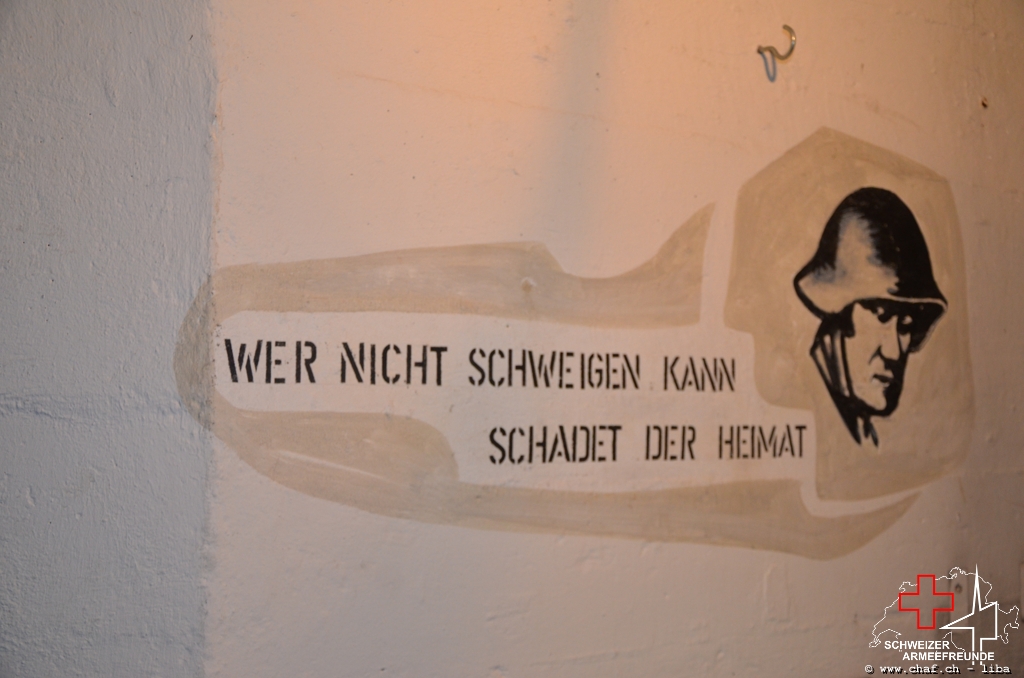 WER NICHT SCHWEIGEN KANN
SCHADET DER HEIMAT
SCHWEIZER
ARMEEFREUNDE
© www.chaf.ch - liba